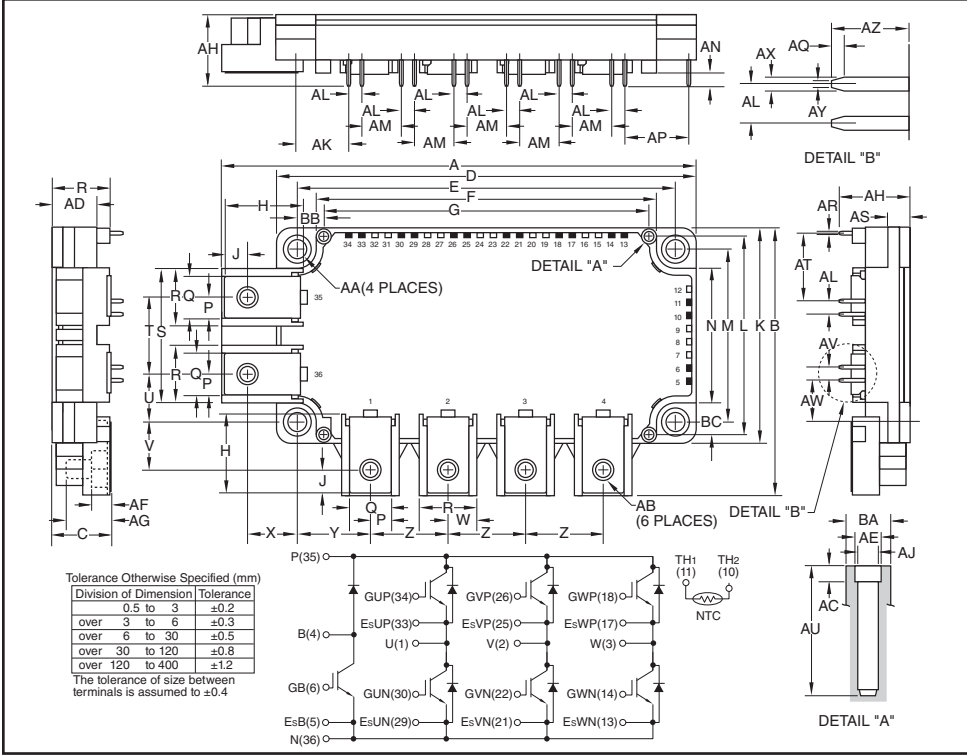 AH
AN
AL
AL
AL
AL
AL
AL
AL
AM
AM
AM
AM
AM
AK
AP
AZ
AQ
AX
AL
AY
DETAIL "B"
A
D
E
F
G
H
BB
J
R
AD
34 33 32 31 30 29 28 27 26 25 24 23 22 21 20 19 18 17 16 15 14 13
DETAIL "A"
AA(4 PLACES)
35
36
12
11
10
9
8
7
6
5
T
S
R
Q
P
R
Q
P
U
V
N
M
L
K
B
BC
1
2
3
4
H
J
Q
P
R
W
AB
(6 PLACES)
DETAIL "B"
X
Y
Z
Z
Z
AF
AG
C
AH
AR
AS
AT
AL
AV
AW
BA
AE
AJ
AC
AU
DETAIL "A"
Tolerance Otherwise Specified (mm)
Division of Dimension Tolerance
0.5 to 3 ±0.2
over 3 to 6 ±0.3
over 6 to 30 ±0.5
over 30 to 120 ±0.8
over 120 to 400 ±1.2
The tolerance of size between
terminals is assumed to ±0.4
P(35)
GUP(34) GVP(26) GWP(18)
EsUP(33) EsVP(25) EsWP(17)
B(4)
U(1) V(2) W(3)
GB(6) GUN(30) GVN(22) GWN(14)
EsB(5) EsUN(29) EsVN(21) EsWN(13)
N(36)
TH1 TH2
(11) (10)
NTC